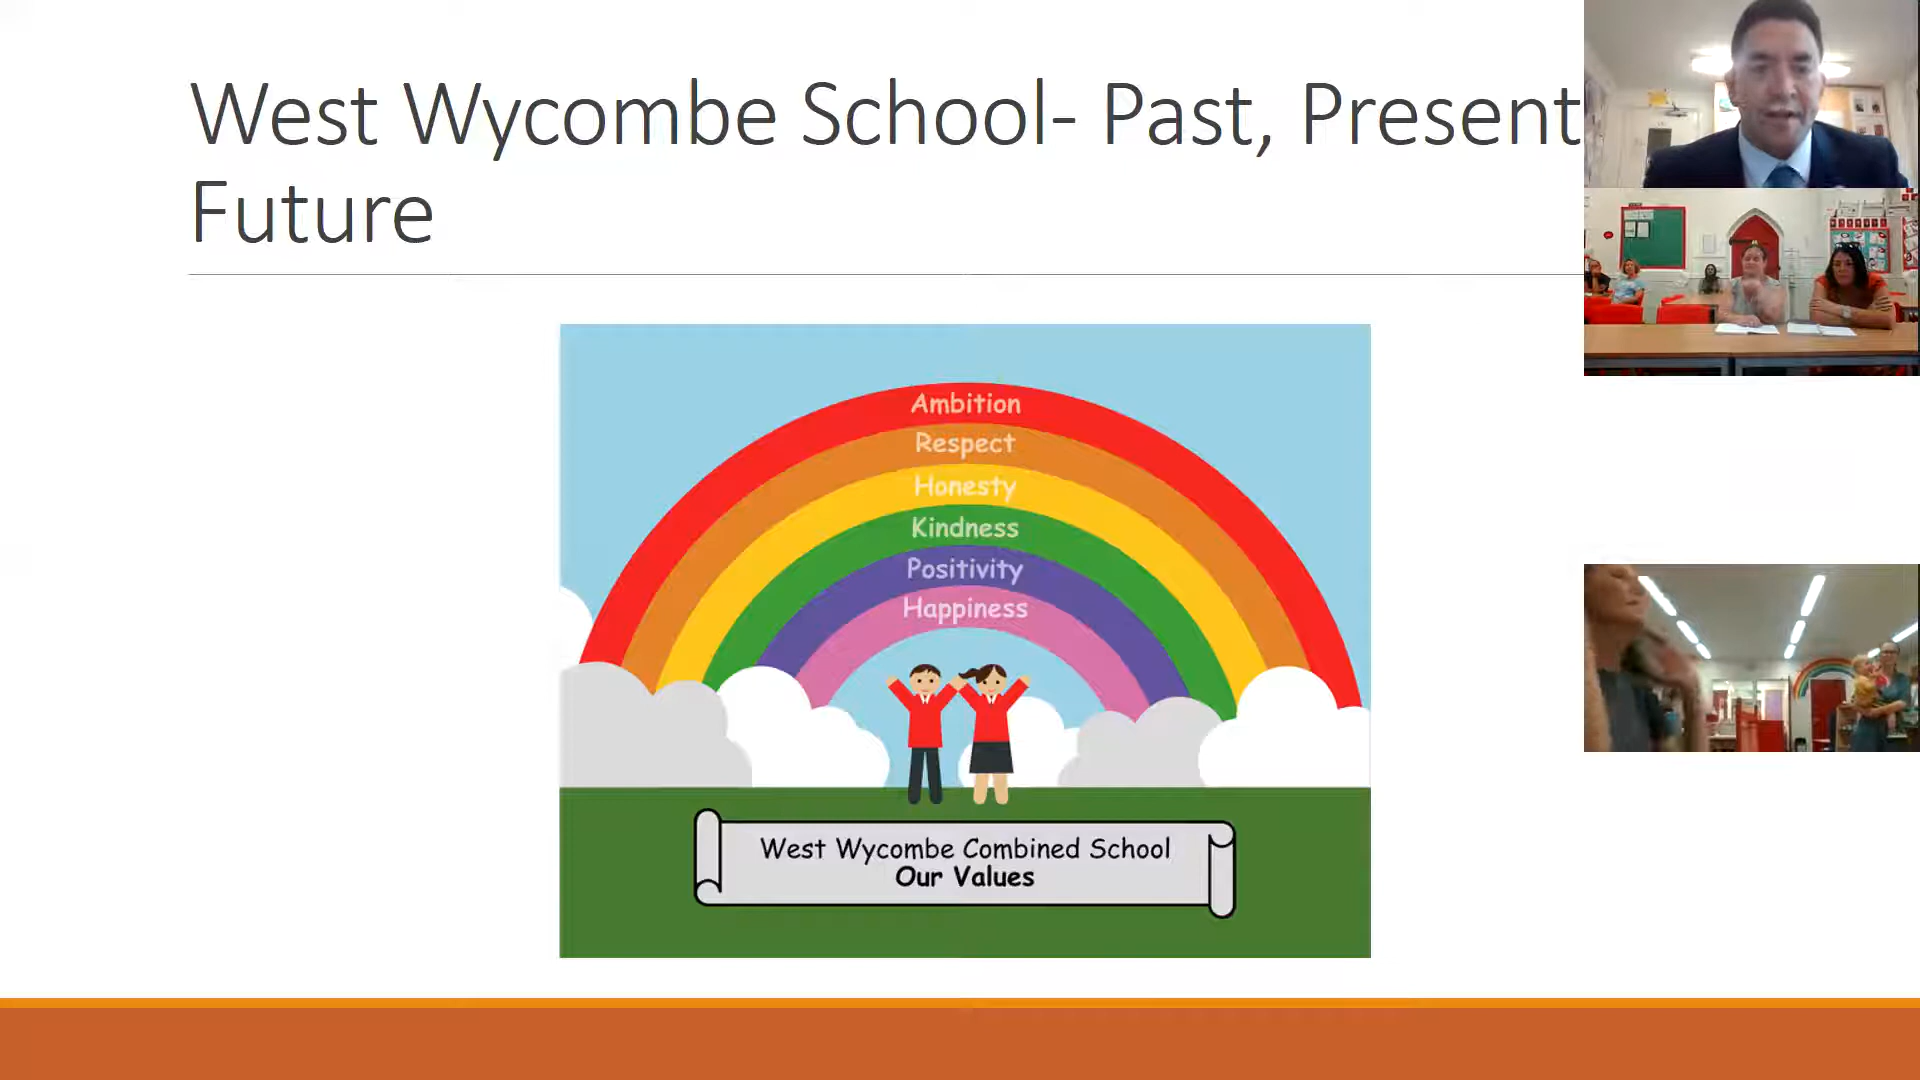 West Wycombe School- Past, Present
Future
Ambition
Respect
Honesty
Kindness
Positivity
Happiness
West Wycombe Combined School
Our Values